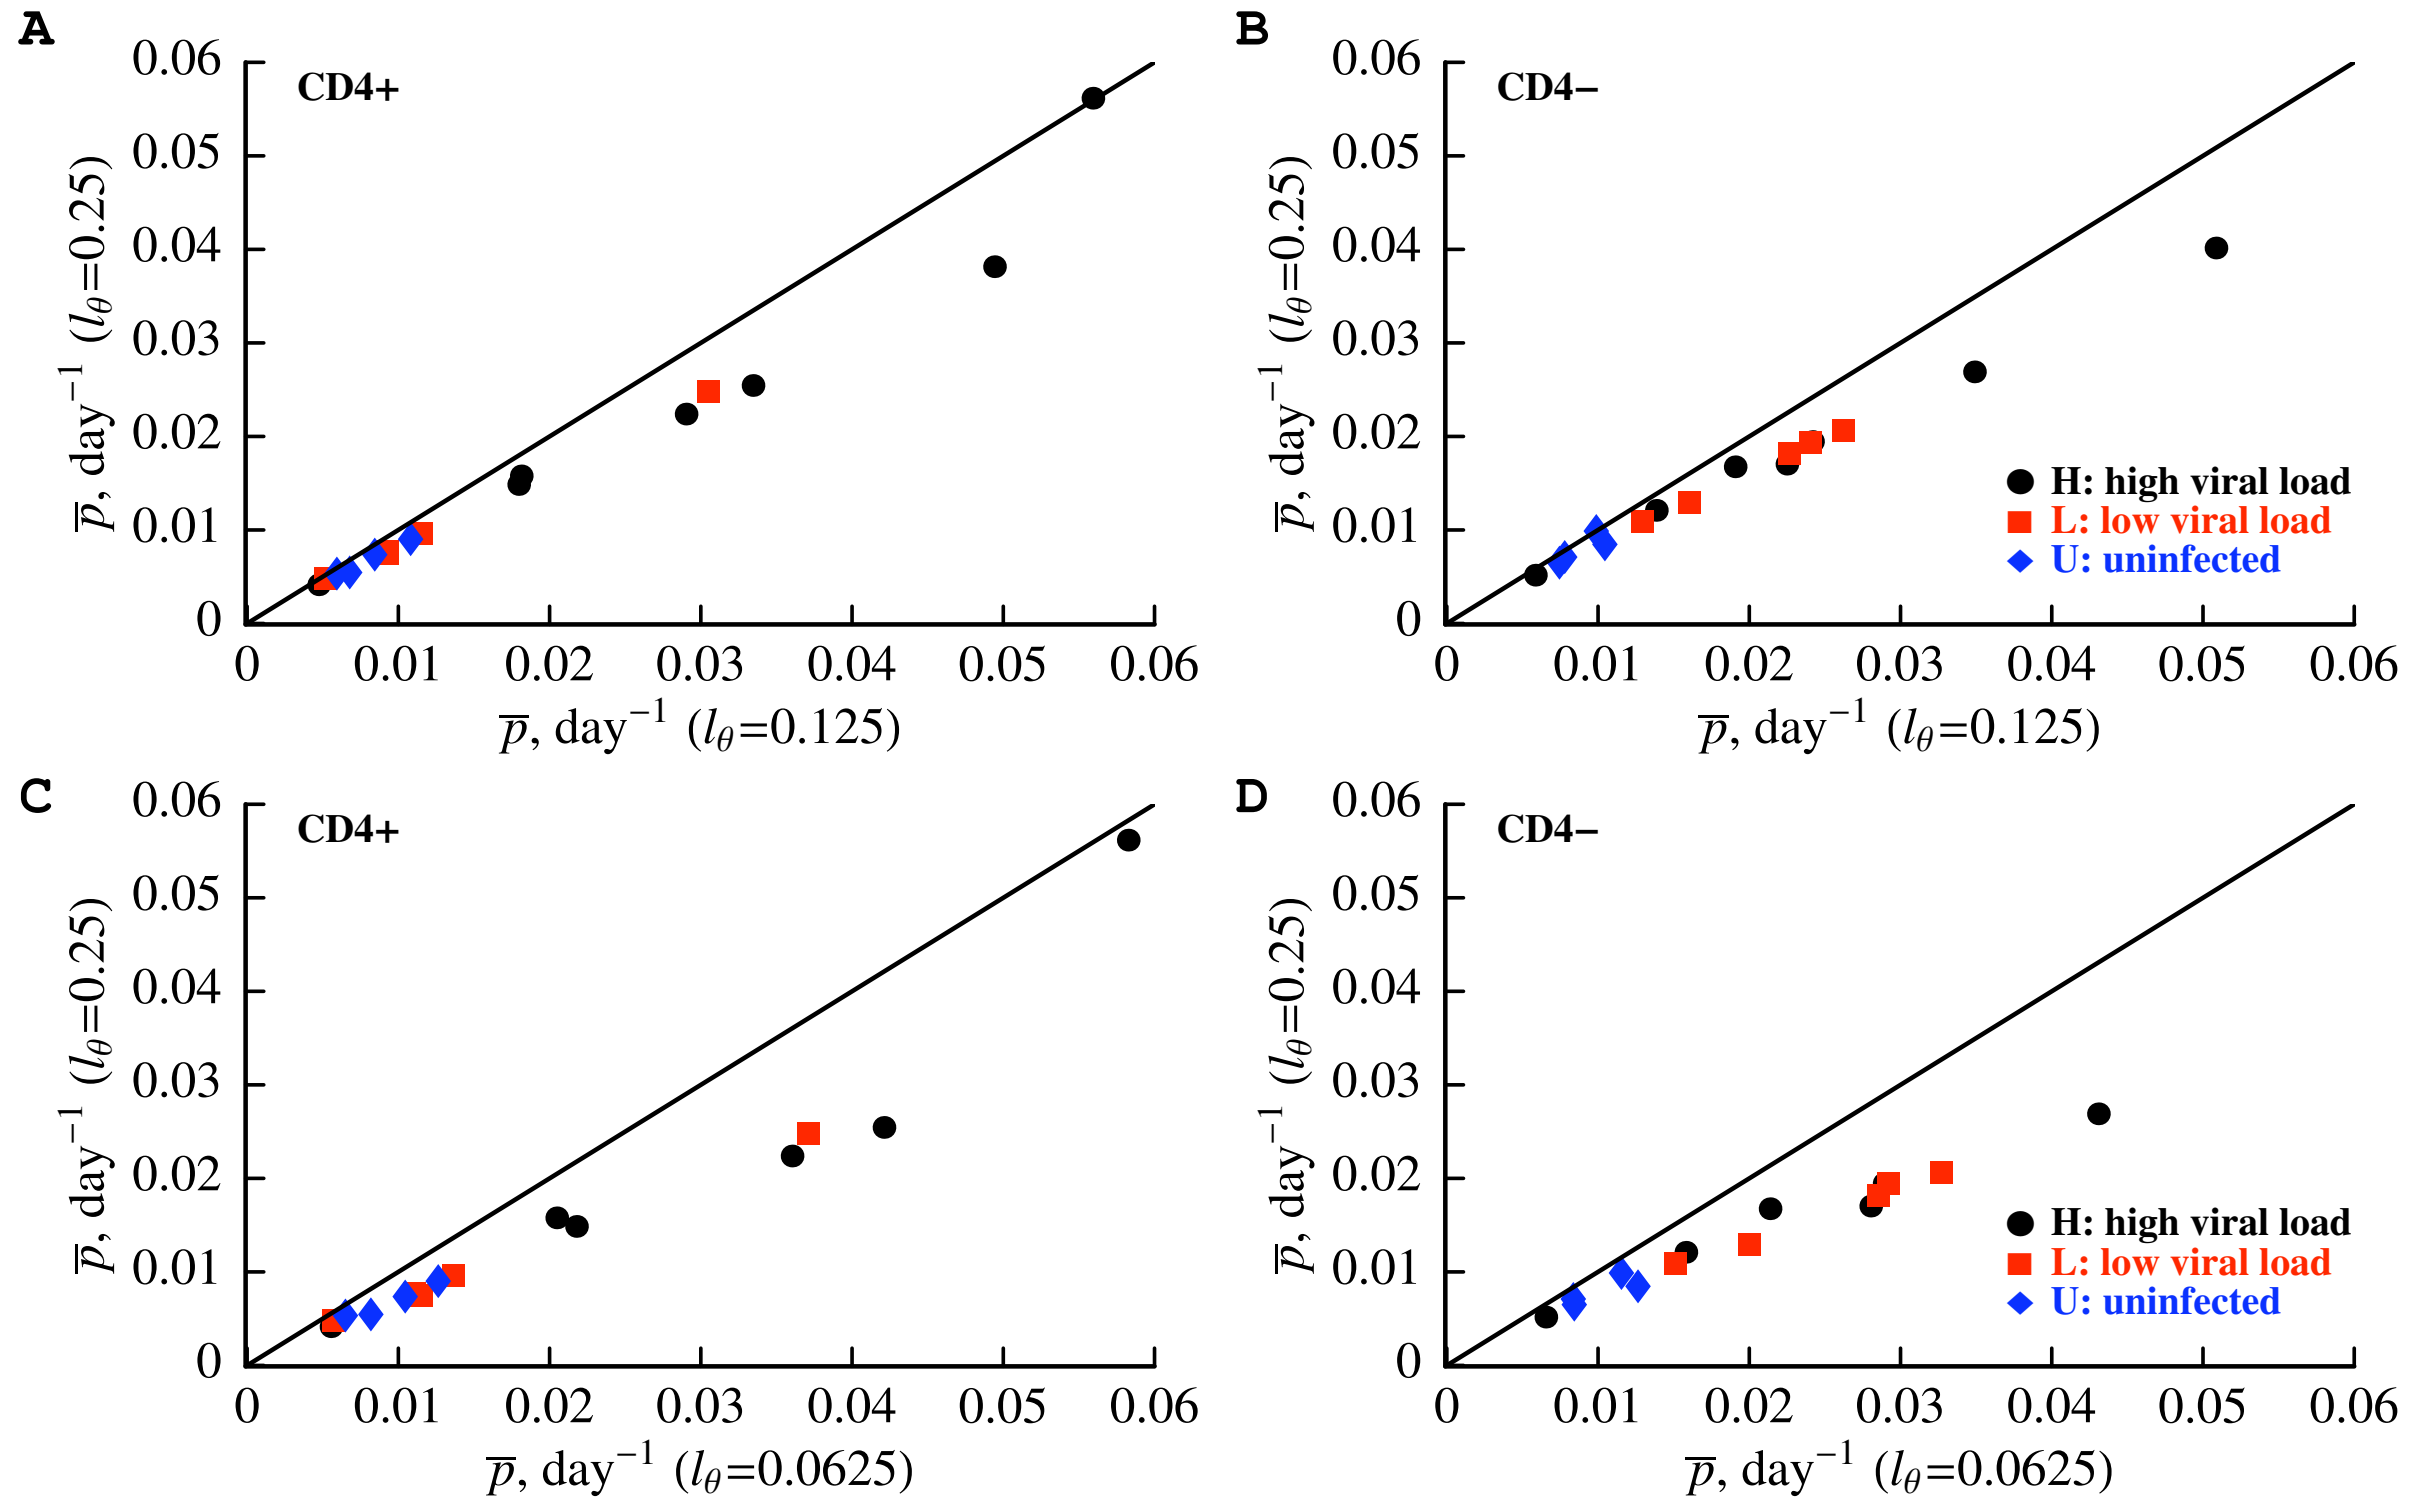 A
CD4+
0.06
0.05
0.04
0.03
0.02
0.01
0
p̅, day⁻¹ (lθ=0.25)
0 0.01 0.02 0.03 0.04 0.05 0.06
p̅, day⁻¹ (lθ=0.125)
B
CD4−
0.06
0.05
0.04
0.03
0.02
0.01
0
p̅, day⁻¹ (lθ=0.25)
H: high viral load
L: low viral load
U: uninfected
0 0.01 0.02 0.03 0.04 0.05 0.06
p̅, day⁻¹ (lθ=0.125)
C
CD4+
0.06
0.05
0.04
0.03
0.02
0.01
0
p̅, day⁻¹ (lθ=0.25)
0 0.01 0.02 0.03 0.04 0.05 0.06
p̅, day⁻¹ (lθ=0.0625)
D
CD4−
0.06
0.05
0.04
0.03
0.02
0.01
0
p̅, day⁻¹ (lθ=0.25)
H: high viral load
L: low viral load
U: uninfected
0 0.01 0.02 0.03 0.04 0.05 0.06
p̅, day⁻¹ (lθ=0.0625)